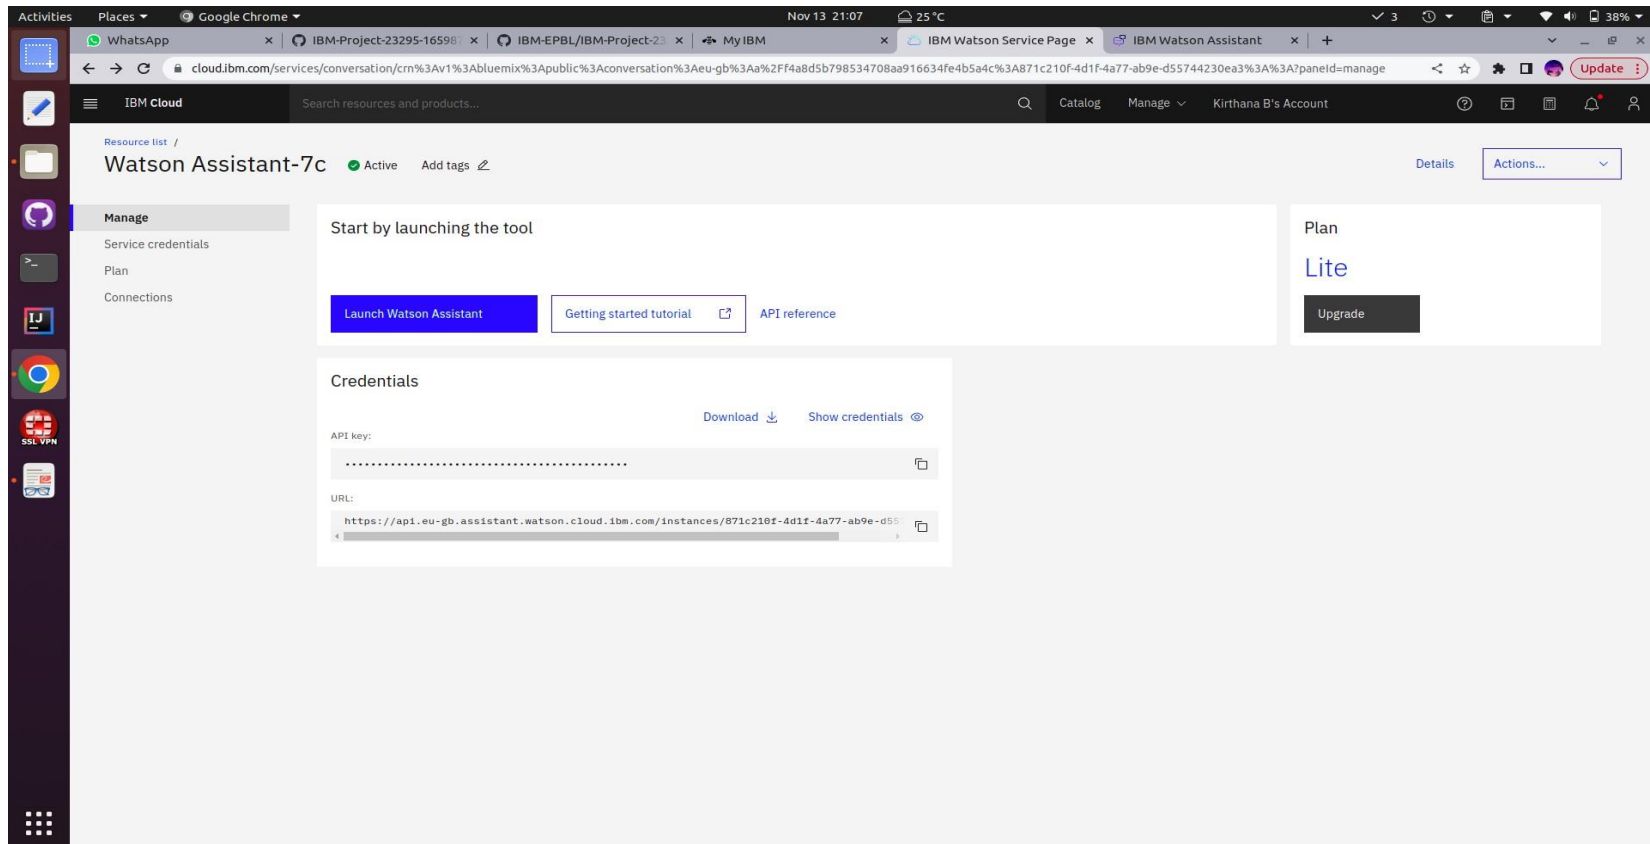 Activities Places Google Chrome Nov 13 21:07 25 °C 3 38%
WhatsApp IBM-Project-23295-16598 IBM-EPBL/IBM-Project-23 My IBM IBM Watson Service Page IBM Watson Assistant
cloud.ibm.com/services/conversation/crn%3Av1%3Abluemix%3Apublic%3Aconversation%3Aeu-gb%3Aa%2Ff4a8d5b798534708aa916634fe4b5a4c%3A871c210f-4d1f-4a77-ab9e-d55744230ea3%3A%3A?paneId=manage Update
IBM Cloud Search resources and products... Catalog Manage Kirthana B's Account
Resource list /
Watson Assistant-7c Active Add tags Details Actions...
Manage
Service credentials
Plan
Connections
Start by launching the tool
Launch Watson Assistant Getting started tutorial API reference
Plan
Lite
Upgrade
Credentials
Download Show credentials
API key:
URL:
https://api.eu-gb.assistant.watson.cloud.ibm.com/instances/871c210f-4d1f-4a77-ab9e-d55
SSL VPN
IJ